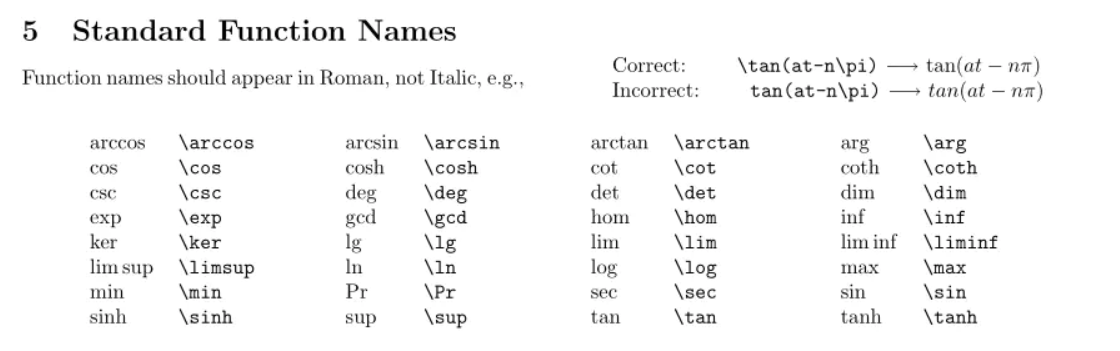 5 Standard Function Names
Function names should appear in Roman, not Italic, e.g.,
Correct: \tan(at-n\pi) ⟶ tan(at − nπ)
Incorrect: tan(at-n\pi) ⟶ tan(at − nπ)
arccos \arccos arcsin \arcsin arctan \arctan arg \arg
cos \cos cosh \cosh cot \cot coth \coth
csc \csc deg \deg det \det dim \dim
exp \exp gcd \gcd hom \hom inf \inf
ker \ker lg \lg lim \lim lim inf \liminf
lim sup \limsup ln \ln log \log max \max
min \min Pr \Pr sec \sec sin \sin
sinh \sinh sup \sup tan \tan tanh \tanh